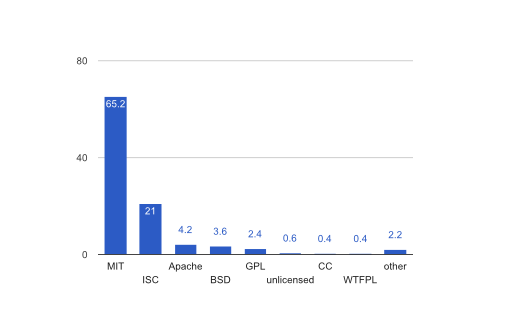 80
65.2
40
21
4.2
3.6
2.4
0.6
0.4
0.4
2.2
0
MIT
Apache
GPL
CC
other
ISC
BSD
unlicensed
WTFPL